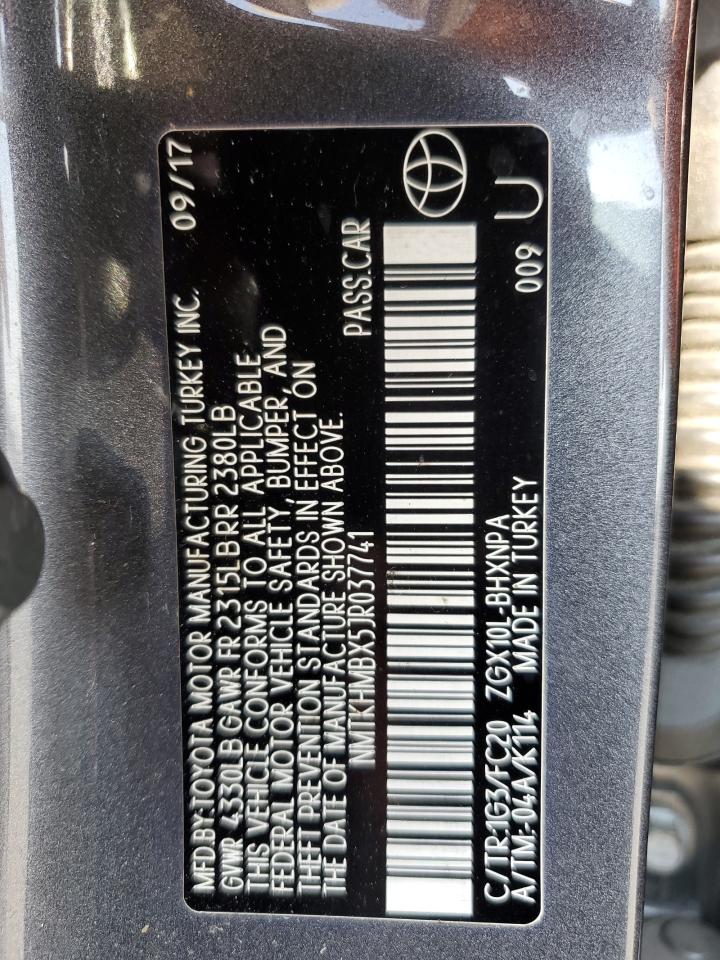 MFD.BY:TOYOTA MOTOR MANUFACTURING TURKEY INC. 09/17
GVWR 4330LB GAWR FR 2315LB RR 2380LB
THIS VEHICLE CONFORMS TO ALL APPLICABLE
FEDERAL MOTOR VEHICLE SAFETY, BUMPER, AND
THEFT PREVENTION STANDARDS IN EFFECT ON
THE DATE OF MANUFACTURE SHOWN ABOVE.
NMTKHMBX5JR037741 PASS.CAR
C/TR:1G3/FC20 ZGX10L-BHXNPA 009 U
A/TM:-04A/K114 MADE IN TURKEY